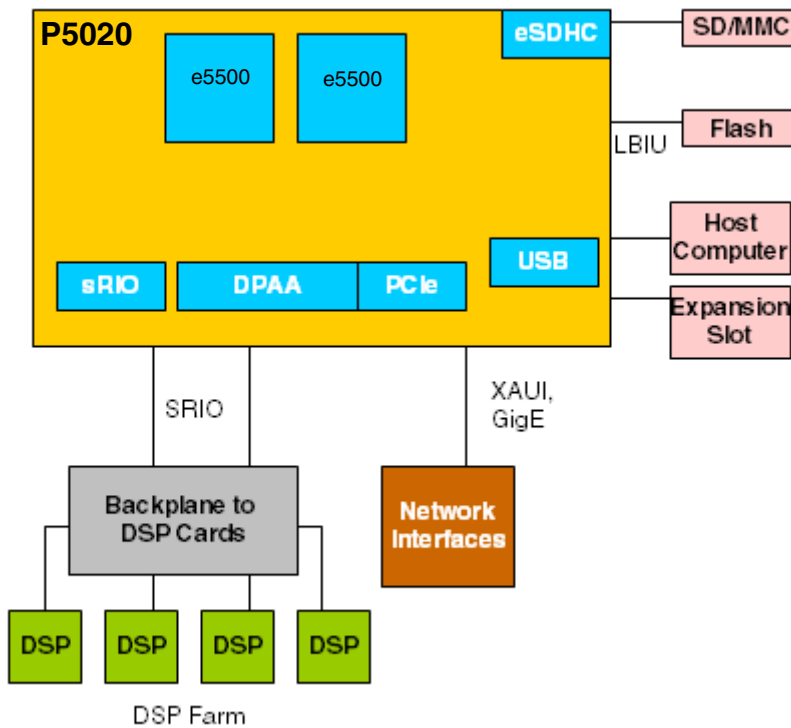 P5020
eSDHC
SD/MMC
e5500
e5500
Flash
LBIU
Host
Computer
USB
sRIO
DPAA
PCIe
Expansion
Slot
SRIO
XAUI,
GigE
Backplane to
DSP Cards
Network
Interfaces
DSP
DSP
DSP
DSP
DSP Farm